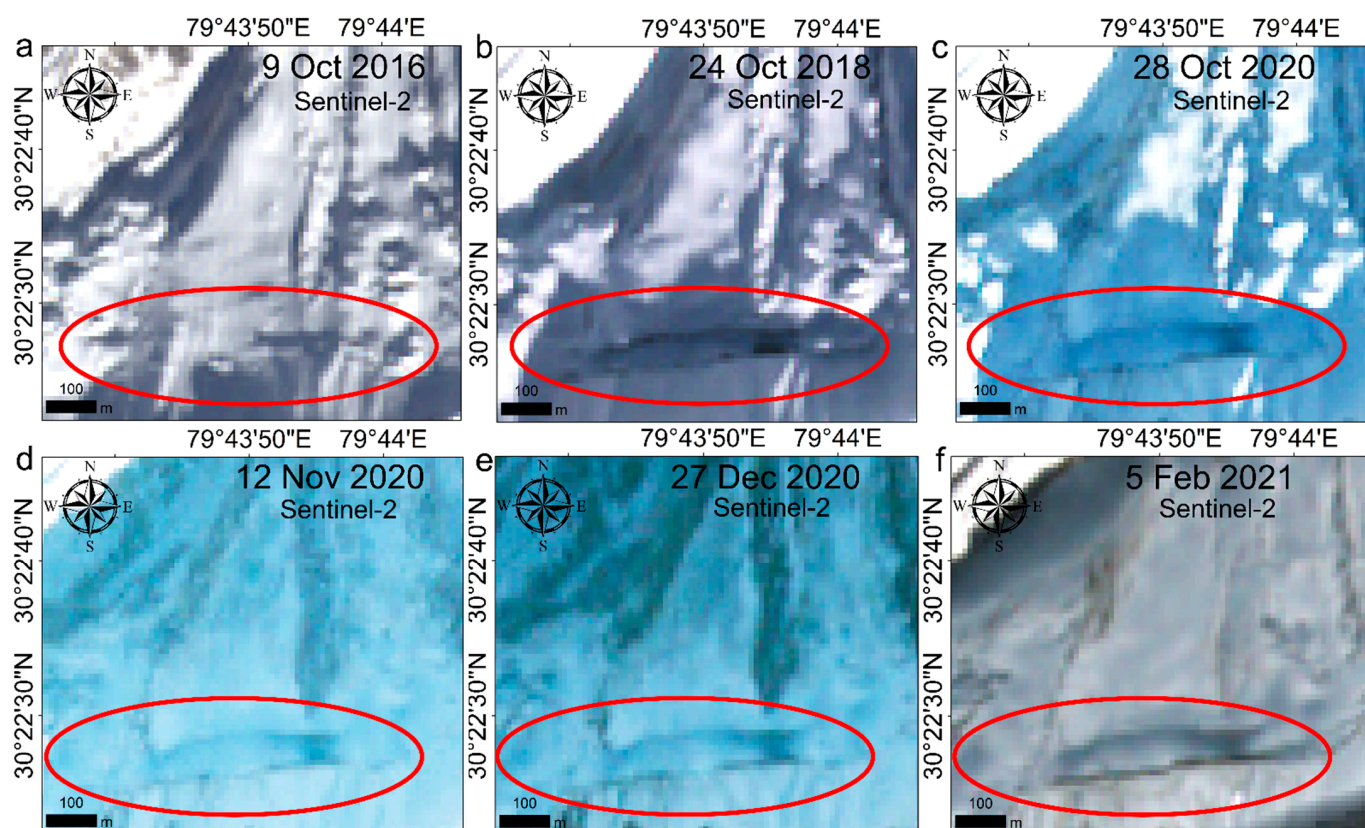 79°43'50"E 79°44'E
79°43'50"E 79°44'E
79°43'50"E 79°44'E
a
N
W E
S
9 Oct 2016
Sentinel-2
30°22'40"N
30°22'30"N
100
m
b
N
W E
S
24 Oct 2018
Sentinel-2
30°22'40"N
30°22'30"N
100
m
c
N
W E
S
28 Oct 2020
Sentinel-2
30°22'40"N
30°22'30"N
100
m
79°43'50"E 79°44'E
79°43'50"E 79°44'E
79°43'50"E 79°44'E
d
N
W E
S
12 Nov 2020
Sentinel-2
30°22'40"N
30°22'30"N
100
m
e
N
W E
S
27 Dec 2020
Sentinel-2
30°22'40"N
30°22'30"N
100
m
f
N
W E
S
5 Feb 2021
Sentinel-2
30°22'40"N
30°22'30"N
100
m